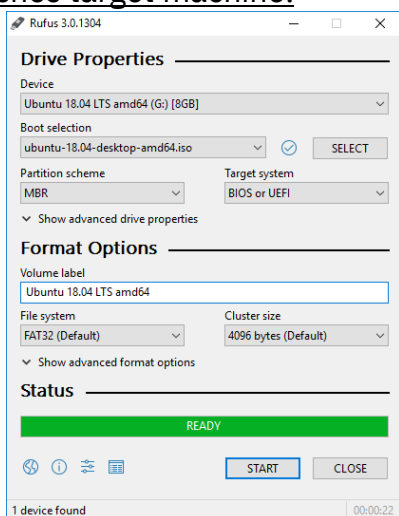 target machine.
Rufus 3.0.1304
Drive Properties
Device
Ubuntu 18.04 LTS amd64 (G:) [8GB]
Boot selection
ubuntu-18.04-desktop-amd64.iso SELECT
Partition scheme Target system
MBR BIOS or UEFI
Show advanced drive properties
Format Options
Volume label
Ubuntu 18.04 LTS amd64
File system Cluster size
FAT32 (Default) 4096 bytes (Default)
Show advanced format options
Status
READY
START CLOSE
1 device found 00:00:22